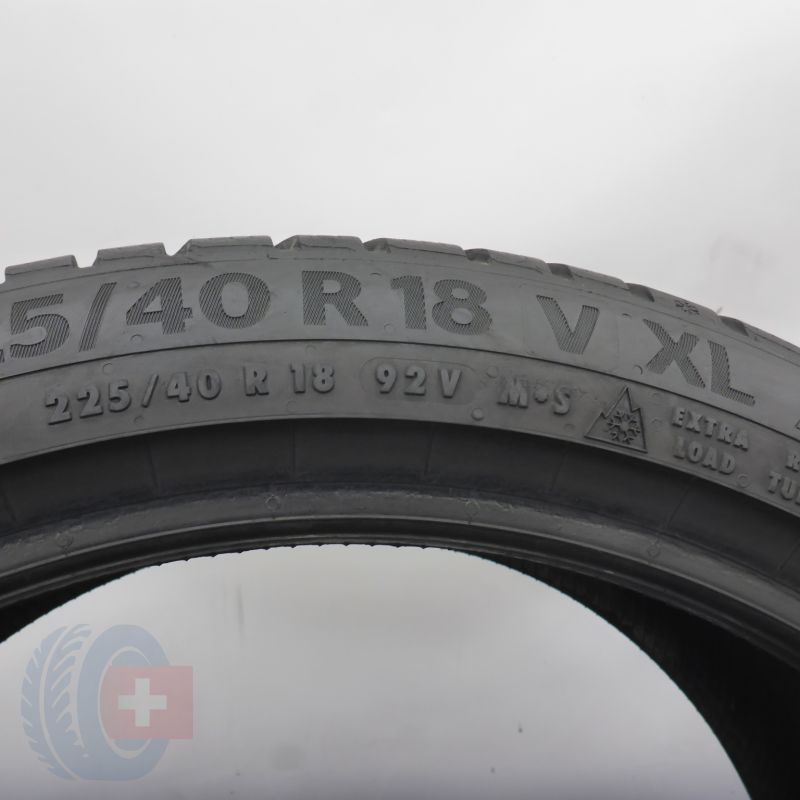 5/40 R 18 V XL
225/40 R 18 92V M•S EXTRA
LOAD